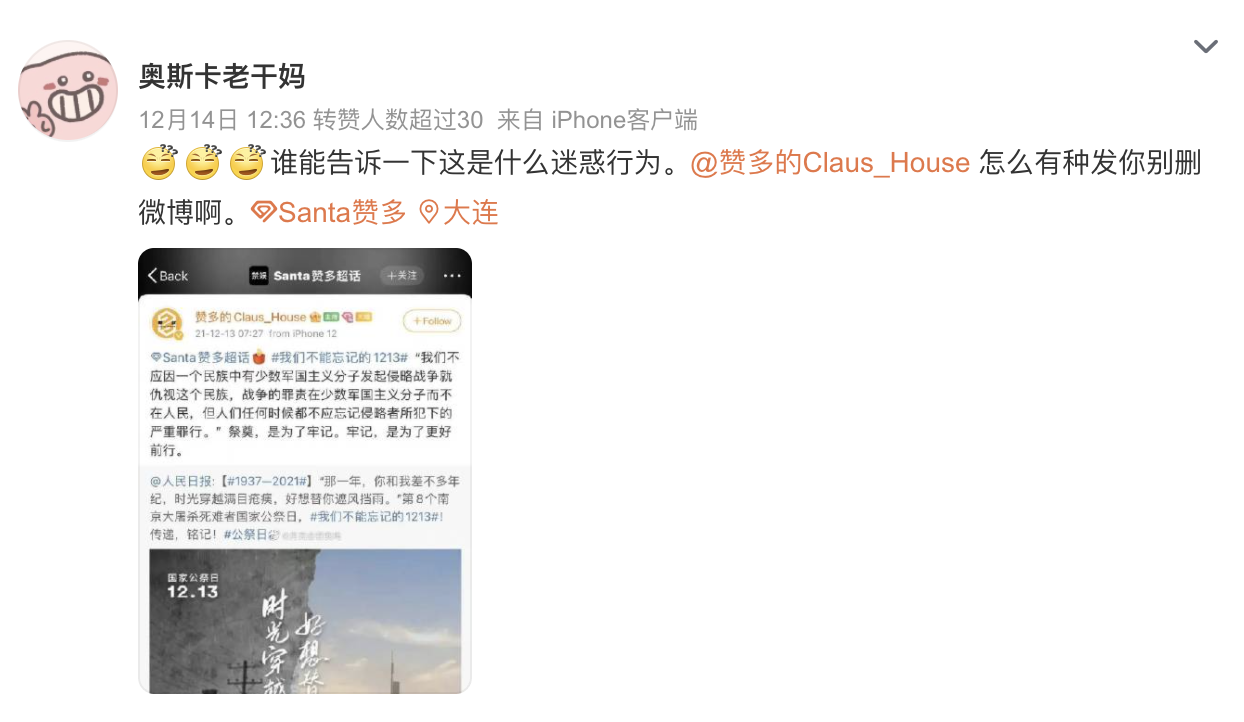 奥斯卡老干妈
12月14日 12:36 转赞人数超过30 来自 iPhone客户端
谁能告诉一下这是什么迷惑行为。@赞多的Claus_House 怎么有种发你别删
微博啊。Santa赞多 大连
Back Santa赞多超话 +关注
赞多的Claus_House
+Follow
21-12-13 07:27 from iPhone 12
Santa赞多超话 #我们不能忘记的1213# “我们不
应因一个民族中有少数军国主义分子发起侵略战争就
仇视这个民族，战争的罪责在少数军国主义分子而不
在人民，但人们任何时候都不应忘记侵略者所犯下的
严重罪行。” 祭奠，是为了牢记。牢记，是为了更好
前行。
@人民日报:【#1937—2021#】“那一年，你和我差不多年
纪，时光穿越满目疮痍，好想替你遮风挡雨。”第8个南
京大屠杀死难者国家公祭日，#我们不能忘记的1213#！
传递，铭记！#公祭日
国家公祭日
12.13
时光穿越
好想替